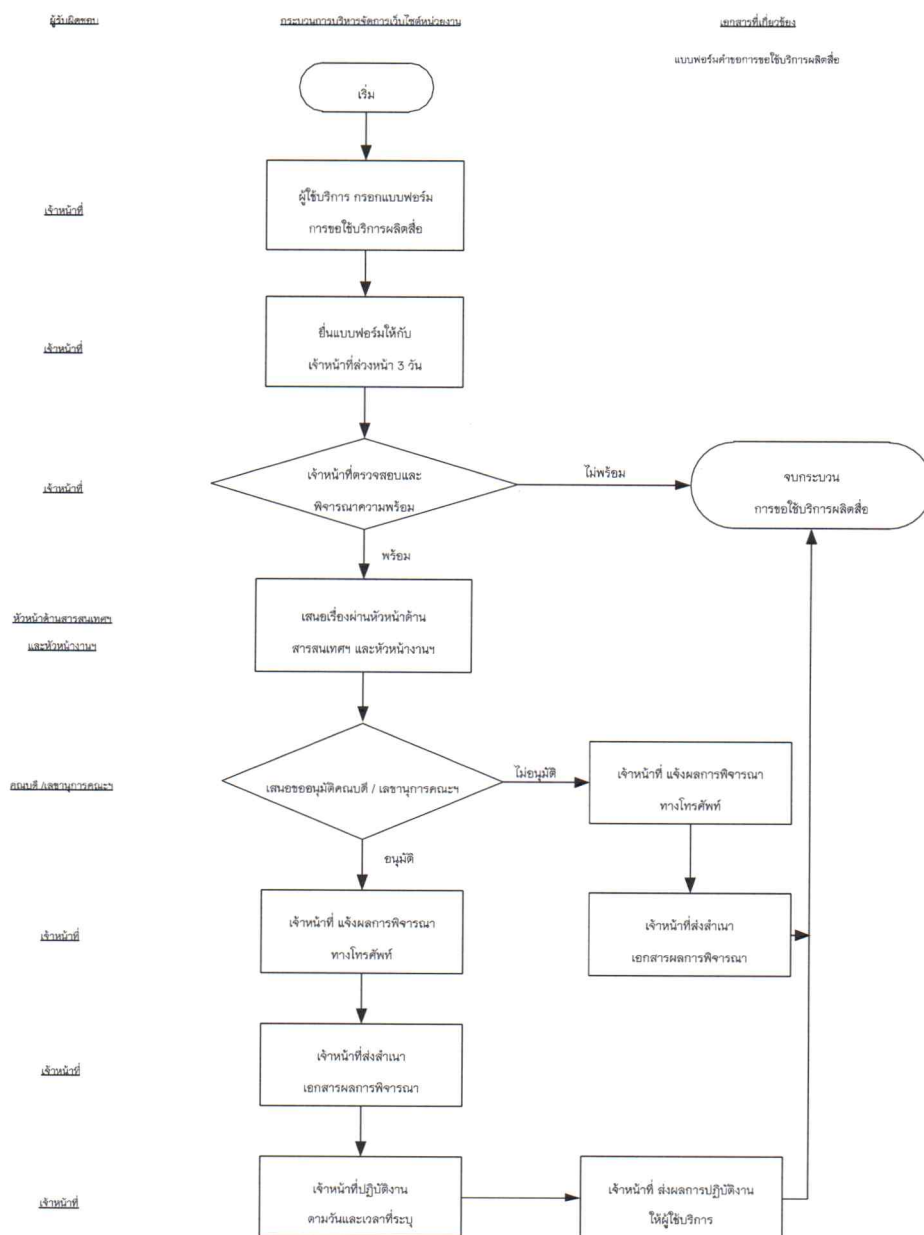 ผู้รับผิดชอบ
กระบวนการบริหารจัดการเว็บไซต์หน่วยงาน
เอกสารที่เกี่ยวข้อง
แบบฟอร์มคำขอการขอใช้บริการผลิตสื่อ
เริ่ม
เจ้าหน้าที่
ผู้ใช้บริการ กรอกแบบฟอร์ม
การขอใช้บริการผลิตสื่อ
เจ้าหน้าที่
ยื่นแบบฟอร์มให้กับ
เจ้าหน้าที่ล่วงหน้า 3 วัน
เจ้าหน้าที่
เจ้าหน้าที่ตรวจสอบและ
พิจารณาความพร้อม
ไม่พร้อม
จบกระบวน
การขอใช้บริการผลิตสื่อ
พร้อม
หัวหน้าด้านสารสนเทศฯ
และหัวหน้างานฯ
เสนอเรื่องผ่านหัวหน้าด้าน
สารสนเทศฯ และหัวหน้างานฯ
คณบดี /เลขานุการคณะฯ
เสนอขออนุมัติคณบดี / เลขานุการคณะฯ
ไม่อนุมัติ
เจ้าหน้าที่ แจ้งผลการพิจารณา
ทางโทรศัพท์
อนุมัติ
เจ้าหน้าที่
เจ้าหน้าที่ แจ้งผลการพิจารณา
ทางโทรศัพท์
เจ้าหน้าที่ส่งสำเนา
เอกสารผลการพิจารณา
เจ้าหน้าที่
เจ้าหน้าที่ส่งสำเนา
เอกสารผลการพิจารณา
เจ้าหน้าที่
เจ้าหน้าที่ปฏิบัติงาน
ตามวันและเวลาที่ระบุ
เจ้าหน้าที่ ส่งผลการปฏิบัติงาน
ให้ผู้ใช้บริการ